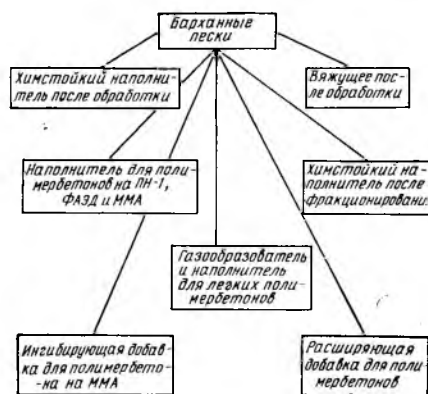 Барханные
пески
Химстойкий наполни-
тель после обработки
Вяжущее пос-
ле обработки
Наполнитель для поли-
мербетонов на ПН-1,
ФАЭД и ММА
Химстойкий на-
полнитель после
фракционирования
Газообразователь
и наполнитель
для легких поли-
мербетонов
Ингибирующая добав-
ка для полимербето-
на на ММА
Расширяющая
добавка для поли-
мербетонов